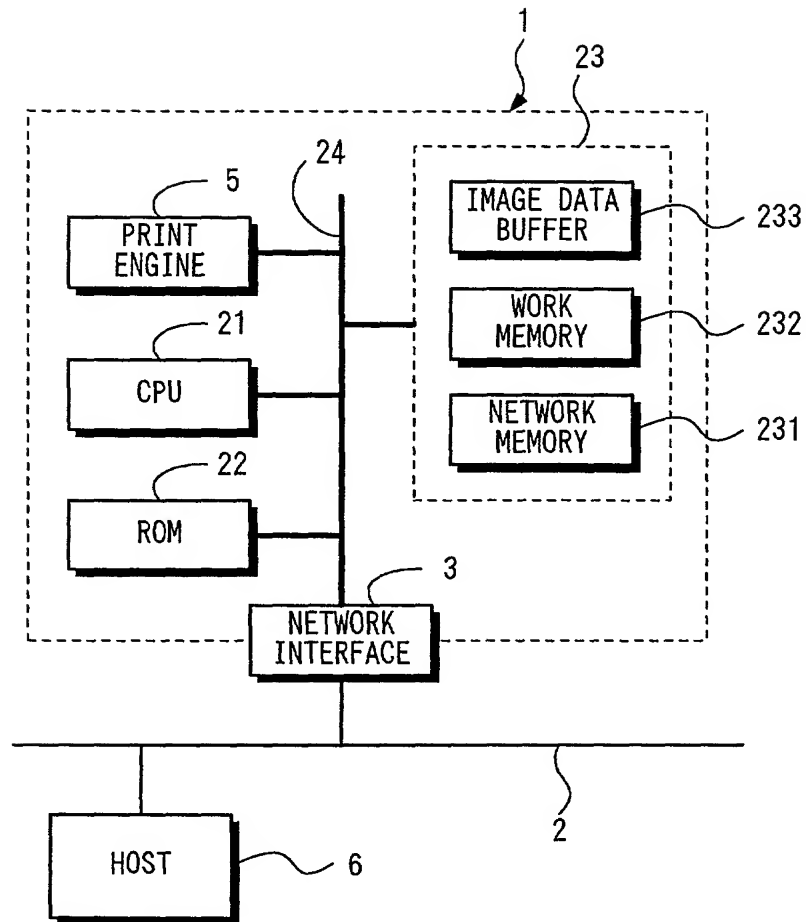 1
23
24
5
PRINT
ENGINE
IMAGE DATA
BUFFER
233
21
CPU
WORK
MEMORY
232
22
ROM
NETWORK
MEMORY
231
3
NETWORK
INTERFACE
2
HOST
6